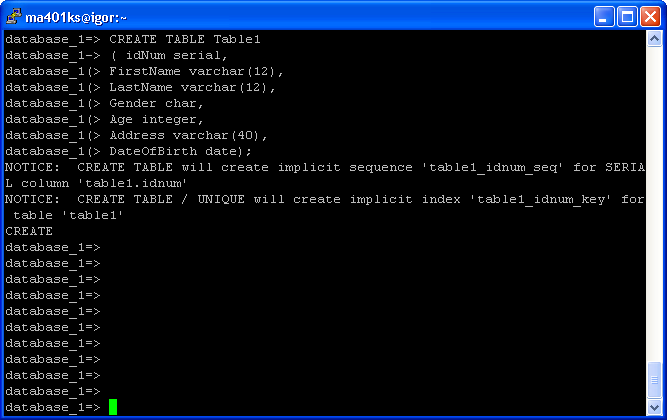 ma401ks@igor:~
database_1=> CREATE TABLE Table1
database_1-> ( idNum serial,
database_1(> FirstName varchar(12),
database_1(> LastName varchar(12),
database_1(> Gender char,
database_1(> Age integer,
database_1(> Address varchar(40),
database_1(> DateOfBirth date);
NOTICE:  CREATE TABLE will create implicit sequence 'table1_idnum_seq' for SERIA
L column 'table1.idnum'
NOTICE:  CREATE TABLE / UNIQUE will create implicit index 'table1_idnum_key' for
 table 'table1'
CREATE
database_1=>
database_1=>
database_1=>
database_1=>
database_1=>
database_1=>
database_1=>
database_1=>
database_1=>
database_1=>
database_1=>